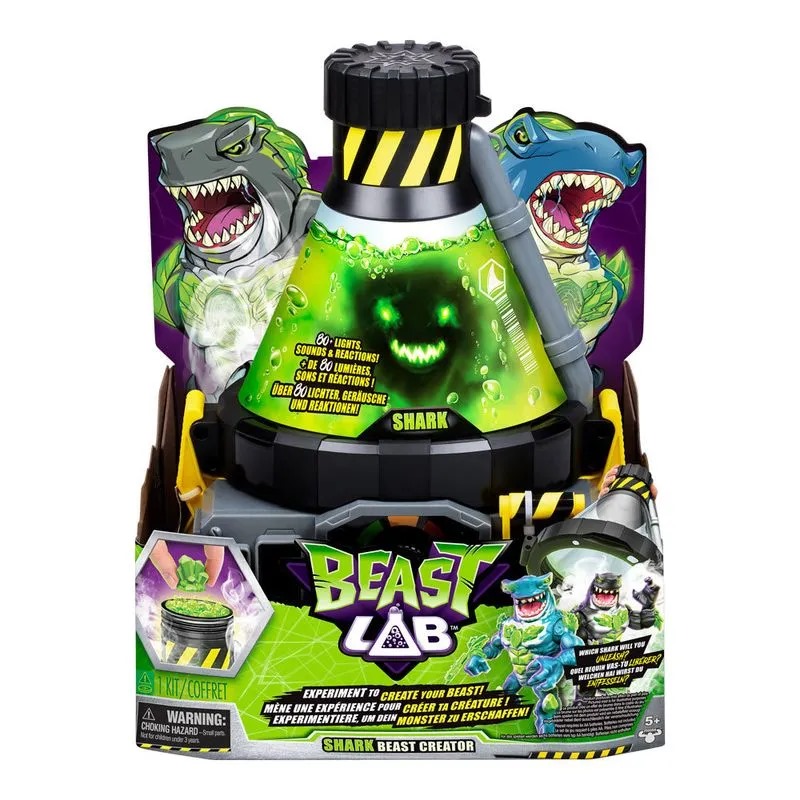 80+ LIGHTS,
SOUNDS & REACTIONS!
+ DE 80 LUMIÈRES,
SONS ET RÉACTIONS !
ÜBER 80 LICHTER, GERÄUSCHE
UND REAKTIONEN!
SHARK
BEAST
LAB™
WHICH SHARK WILL YOU
UNLEASH?
QUEL REQUIN VAS-TU LIBÉRER?
WELCHEN HAI WIRST DU
ENTFESSELN?
1 KIT/COFFRET
EXPERIMENT TO CREATE YOUR BEAST!
MÈNE UNE EXPÉRIENCE POUR CRÉER TA CRÉATURE !
EXPERIMENTIERE, UM DEIN MONSTER ZU ERSCHAFFEN!
WARNING:
CHOKING HAZARD – Small parts.
Not for children under 3 years.
5+
SHARK BEAST CREATOR